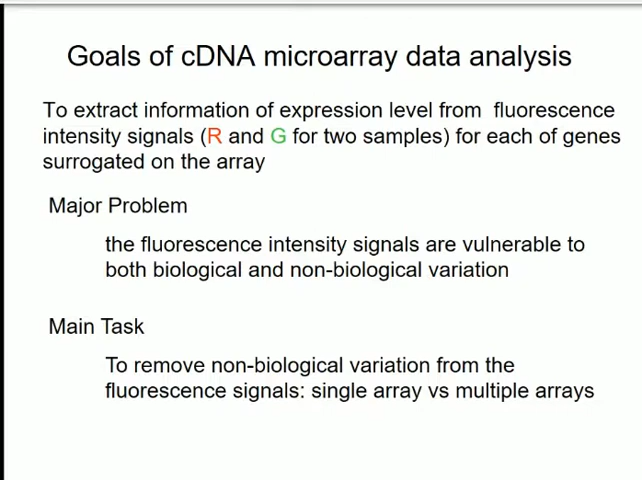 Goals of cDNA microarray data analysis
To extract information of expression level from fluorescence
intensity signals (R and G for two samples) for each of genes
surrogated on the array
Major Problem
the fluorescence intensity signals are vulnerable to
both biological and non-biological variation
Main Task
To remove non-biological variation from the
fluorescence signals: single array vs multiple arrays